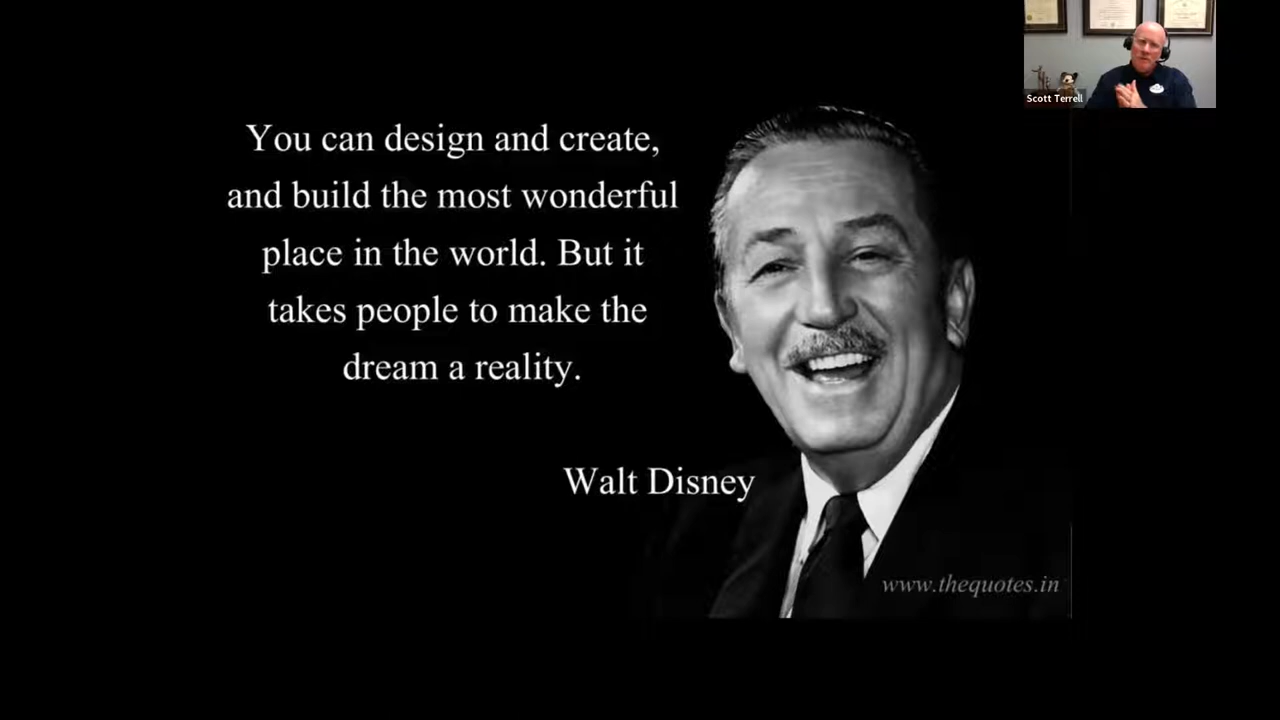 Scott Terrell
You can design and create,
and build the most wonderful
place in the world. But it
takes people to make the
dream a reality.
Walt Disney
www.thequotes.in